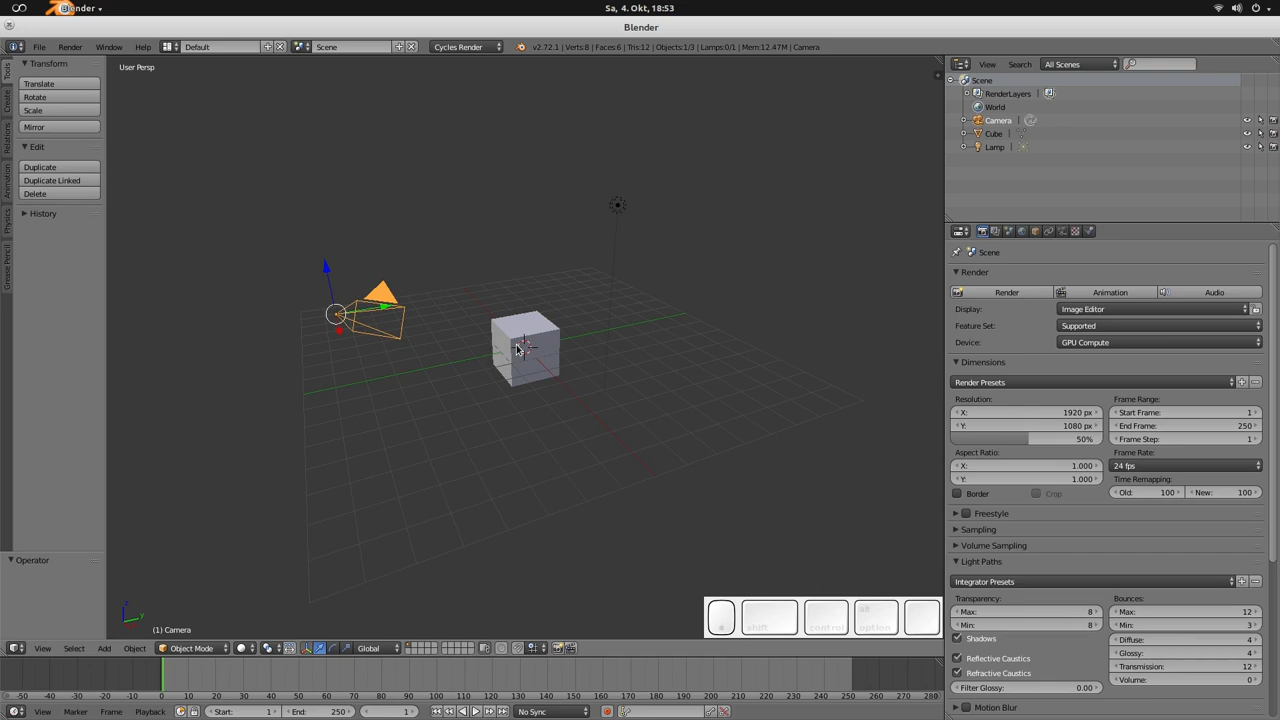 Blender
Sa, 4. Okt, 18:53
Blender
File Render Window Help Default Scene Cycles Render v2.72.1 | Verts:8 | Faces:6 | Tris:12 | Objects:1/3 | Lamps:0/1 | Mem:12.47M | Camera
Transform
Translate
Rotate
Scale
Mirror
Edit
Duplicate
Duplicate Linked
Delete
History
Operator
Tools
Create
Relations
Animation
Physics
Grease Pencil
User Persp
(1) Camera
shift control alt option
z
y
View Search All Scenes
Scene
RenderLayers
World
Camera
Cube
Lamp
Scene
Render
Render Animation Audio
Display: Image Editor
Feature Set: Supported
Device: GPU Compute
Dimensions
Render Presets
Resolution: Frame Range:
X: 1920 px Start Frame: 1
Y: 1080 px End Frame: 250
50% Frame Step: 1
Aspect Ratio: Frame Rate:
X: 1.000 24 fps
Y: 1.000 Time Remapping:
Border Crop Old: 100 New: 100
Freestyle
Sampling
Volume Sampling
Light Paths
Integrator Presets
Transparency: Bounces:
Max: 8 Max: 12
Min: 8 Min: 3
Shadows Diffuse: 4
Reflective Caustics Glossy: 4
Refractive Caustics Transmission: 12
Filter Glossy: 0.00 Volume: 0
Motion Blur
View Select Add Object Object Mode Global
-50 -40 -30 -20 -10 0 10 20 30 40 50 60 70 80 90 100 110 120 130 140 150 160 170 180 190 200 210 220 230 240 250 260 270 280
View Marker Frame Playback Start: 1 End: 250 1 No Sync